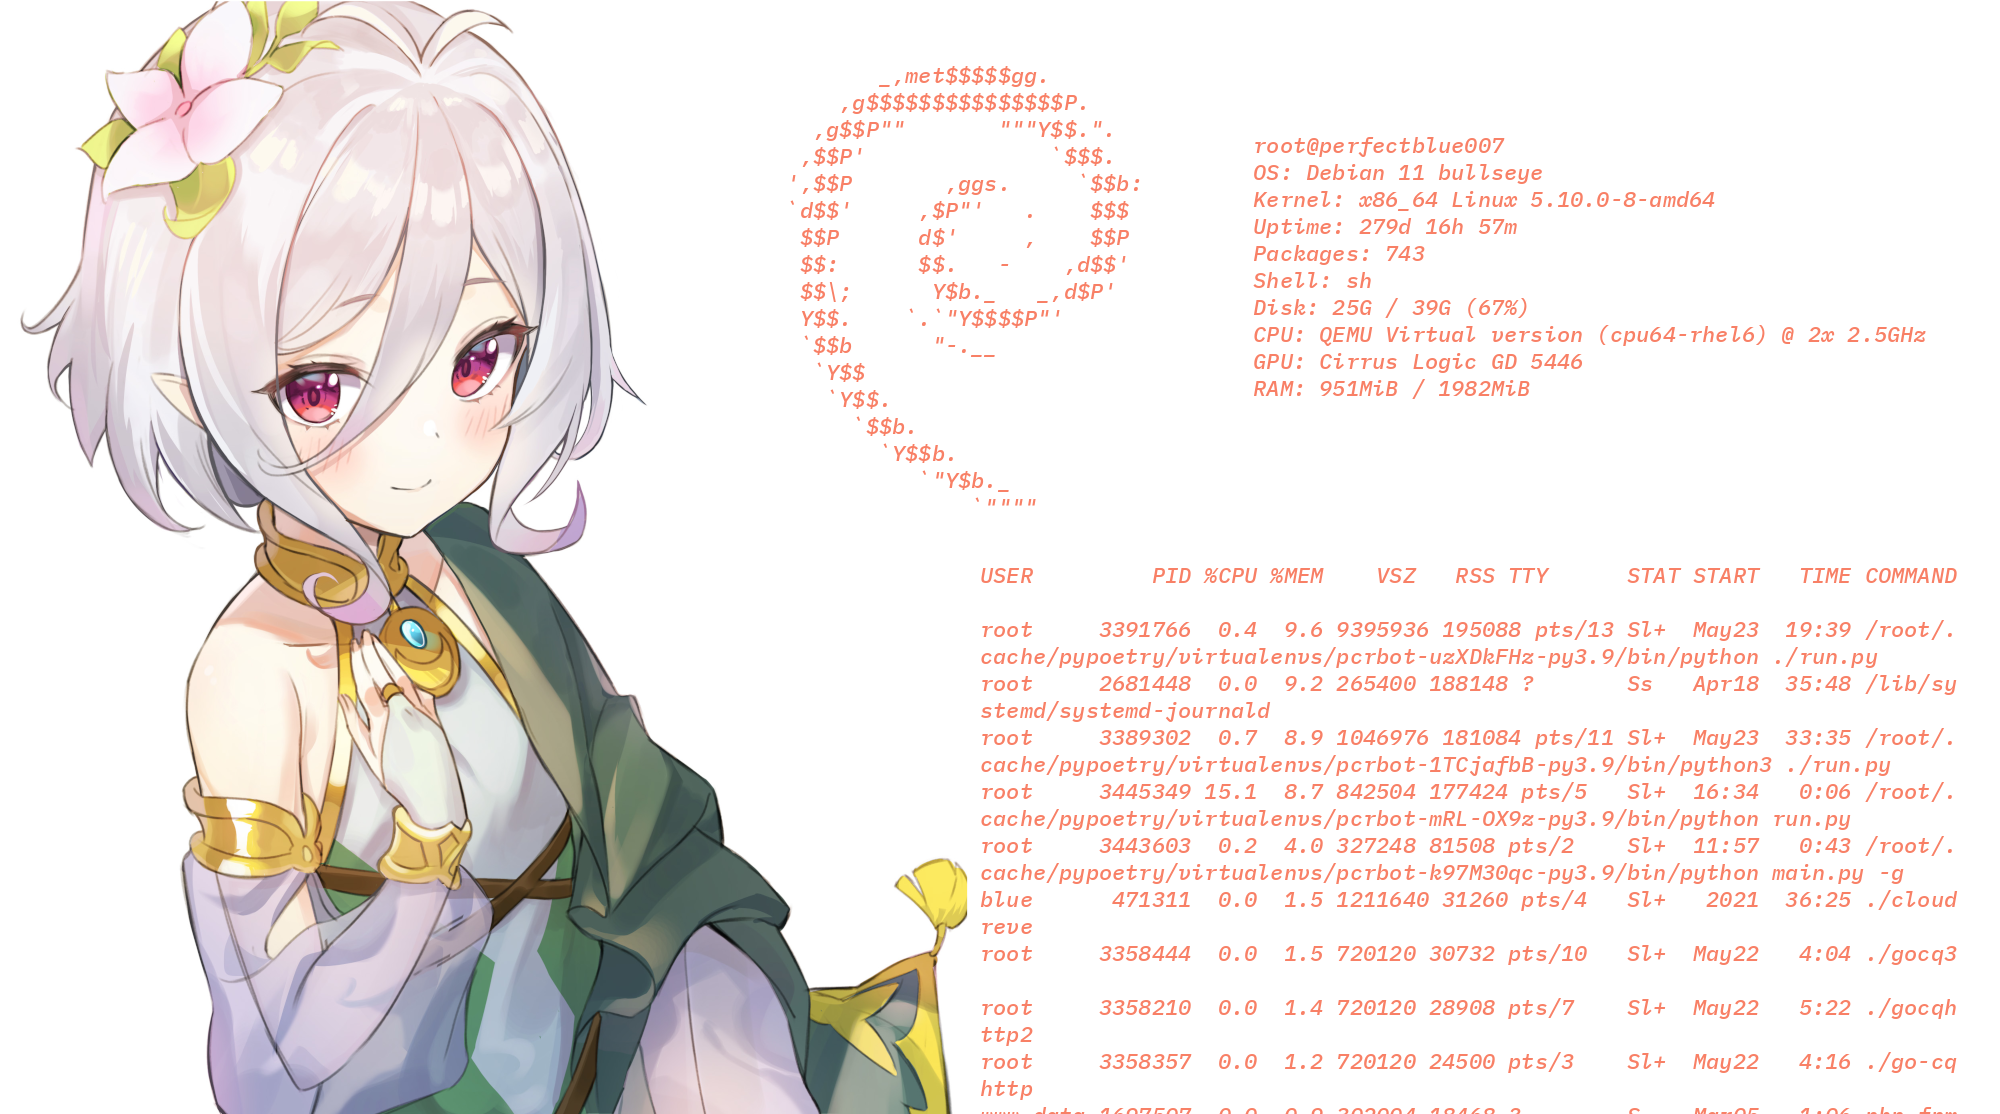 _,met$$$$$gg.
,g$$$$$$$$$$$$$$$P.
,g$$P""       """Y$$.".
,$$P'              `$$$.
',$$P       ,ggs.     `$$b:
`d$$'     ,$P"'   .    $$$
$$P      d$'     ,    $$P
$$:      $$.   -    ,d$$'
$$\;      Y$b._   _,d$P'
Y$$.    `.`"Y$$$$P"'
`$$b      "-.__
`Y$$
`Y$$.
`$$b.
`Y$$b.
`"Y$b._
`""""
root@perfectblue007
OS: Debian 11 bullseye
Kernel: x86_64 Linux 5.10.0-8-amd64
Uptime: 279d 16h 57m
Packages: 743
Shell: sh
Disk: 25G / 39G (67%)
CPU: QEMU Virtual version (cpu64-rhel6) @ 2x 2.5GHz
GPU: Cirrus Logic GD 5446
RAM: 951MiB / 1982MiB
USER         PID %CPU %MEM    VSZ   RSS TTY      STAT START   TIME COMMAND
root     3391766  0.4  9.6 9395936 195088 pts/13 Sl+  May23  19:39 /root/.
cache/pypoetry/virtualenvs/pcrbot-uzXDkFHz-py3.9/bin/python ./run.py
root     2681448  0.0  9.2 265400 188148 ?       Ss   Apr18  35:48 /lib/sy
stemd/systemd-journald
root     3389302  0.7  8.9 1046976 181084 pts/11 Sl+  May23  33:35 /root/.
cache/pypoetry/virtualenvs/pcrbot-1TCjafbB-py3.9/bin/python3 ./run.py
root     3445349 15.1  8.7 842504 177424 pts/5   Sl+  16:34   0:06 /root/.
cache/pypoetry/virtualenvs/pcrbot-mRL-OX9z-py3.9/bin/python run.py
root     3443603  0.2  4.0 327248 81508 pts/2    Sl+  11:57   0:43 /root/.
cache/pypoetry/virtualenvs/pcrbot-k97M30qc-py3.9/bin/python main.py -g
blue      471311  0.0  1.5 1211640 31260 pts/4   Sl+   2021  36:25 ./cloud
reve
root     3358444  0.0  1.5 720120 30732 pts/10   Sl+  May22   4:04 ./gocq3
root     3358210  0.0  1.4 720120 28908 pts/7    Sl+  May22   5:22 ./gocqh
ttp2
root     3358357  0.0  1.2 720120 24500 pts/3    Sl+  May22   4:16 ./go-cq
http